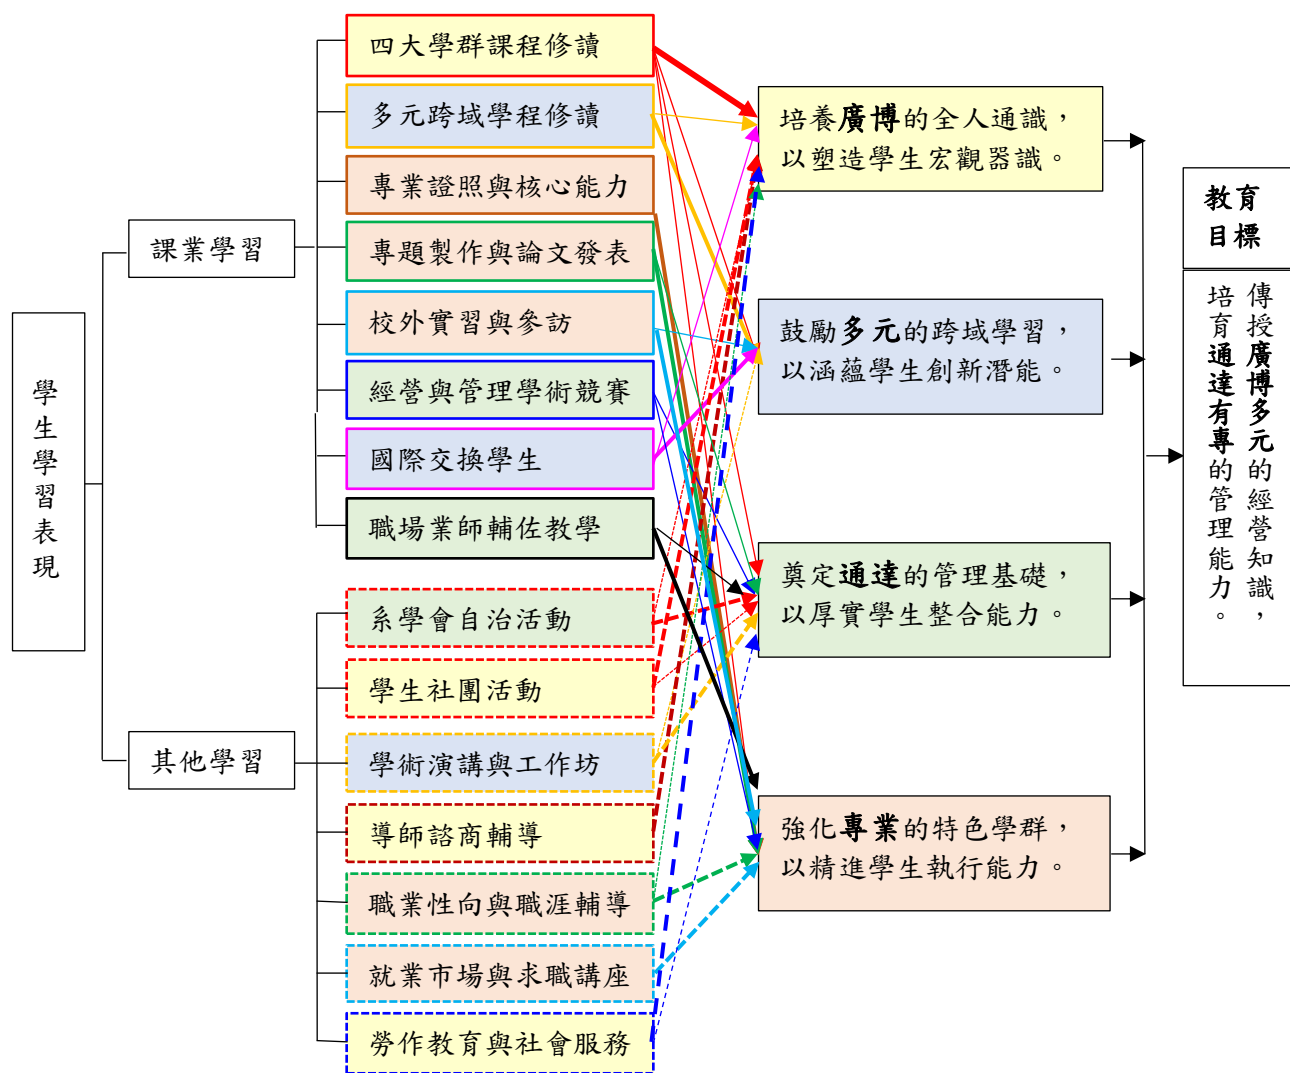 學生學習表現
課業學習
其他學習
四大學群課程修讀
多元跨域學程修讀
專業證照與核心能力
專題製作與論文發表
校外實習與參訪
經營與管理學術競賽
國際交換學生
職場業師輔佐教學
系學會自治活動
學生社團活動
學術演講與工作坊
導師諮商輔導
職業性向與職涯輔導
就業市場與求職講座
勞作教育與社會服務
培養廣博的全人通識，
以塑造學生宏觀器識。
鼓勵多元的跨域學習，
以涵蘊學生創新潛能。
奠定通達的管理基礎，
以厚實學生整合能力。
強化專業的特色學群，
以精進學生執行能力。
教育
目標
傳授廣博多元的經營知識，
培育通達有專的管理能力。